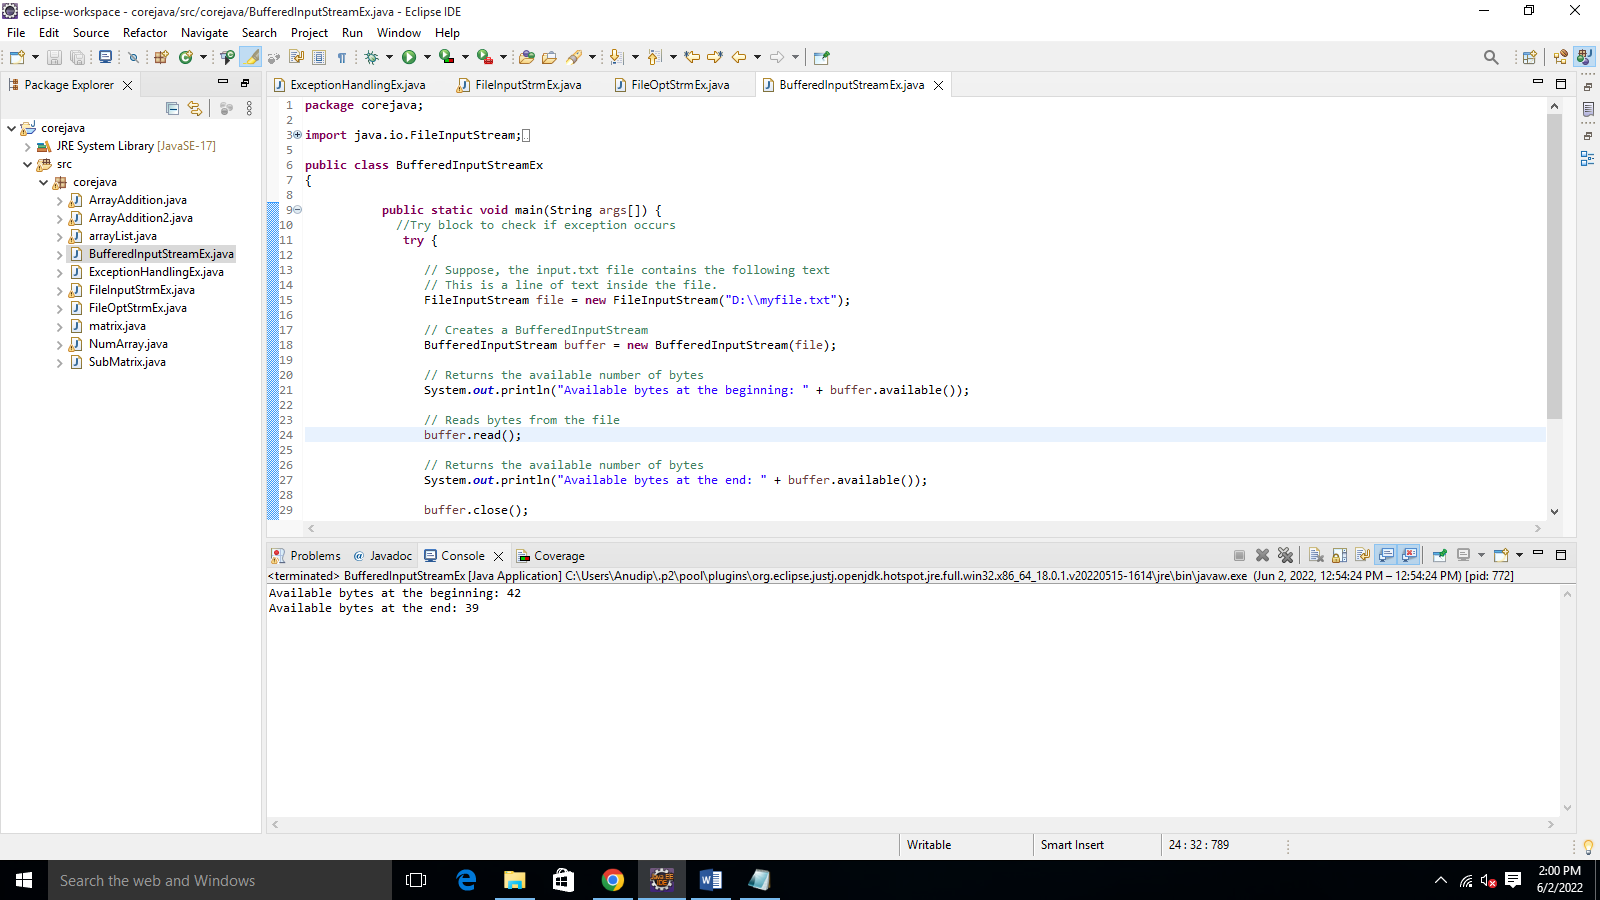 eclipse-workspace - corejava/src/corejava/BufferedInputStreamEx.java - Eclipse IDE
File Edit Source Refactor Navigate Search Project Run Window Help
Package Explorer
corejava
JRE System Library [JavaSE-17]
src
corejava
ArrayAddition.java
ArrayAddition2.java
arrayList.java
BufferedInputStreamEx.java
ExceptionHandlingEx.java
FileInputStrmEx.java
FileOptStrmEx.java
matrix.java
NumArray.java
SubMatrix.java
ExceptionHandlingEx.java FileInputStrmEx.java FileOptStrmEx.java BufferedInputStreamEx.java
1 package corejava;
2
3 import java.io.FileInputStream;
5
6 public class BufferedInputStreamEx
7 {
8
9 public static void main(String args[]) {
10 //Try block to check if exception occurs
11 try {
12
13 // Suppose, the input.txt file contains the following text
14 // This is a line of text inside the file.
15 FileInputStream file = new FileInputStream("D:\\myfile.txt");
16
17 // Creates a BufferedInputStream
18 BufferedInputStream buffer = new BufferedInputStream(file);
19
20 // Returns the available number of bytes
21 System.out.println("Available bytes at the beginning: " + buffer.available());
22
23 // Reads bytes from the file
24 buffer.read();
25
26 // Returns the available number of bytes
27 System.out.println("Available bytes at the end: " + buffer.available());
28
29 buffer.close();
Problems @ Javadoc Console Coverage
<terminated> BufferedInputStreamEx [Java Application] C:\Users\Anudip\.p2\pool\plugins\org.eclipse.justj.openjdk.hotspot.jre.full.win32.x86_64_18.0.1.v20220515-1614\jre\bin\javaw.exe (Jun 2, 2022, 12:54:24 PM – 12:54:24 PM) [pid: 772]
Available bytes at the beginning: 42
Available bytes at the end: 39
Writable Smart Insert 24 : 32 : 789
Search the web and Windows
2:00 PM
6/2/2022